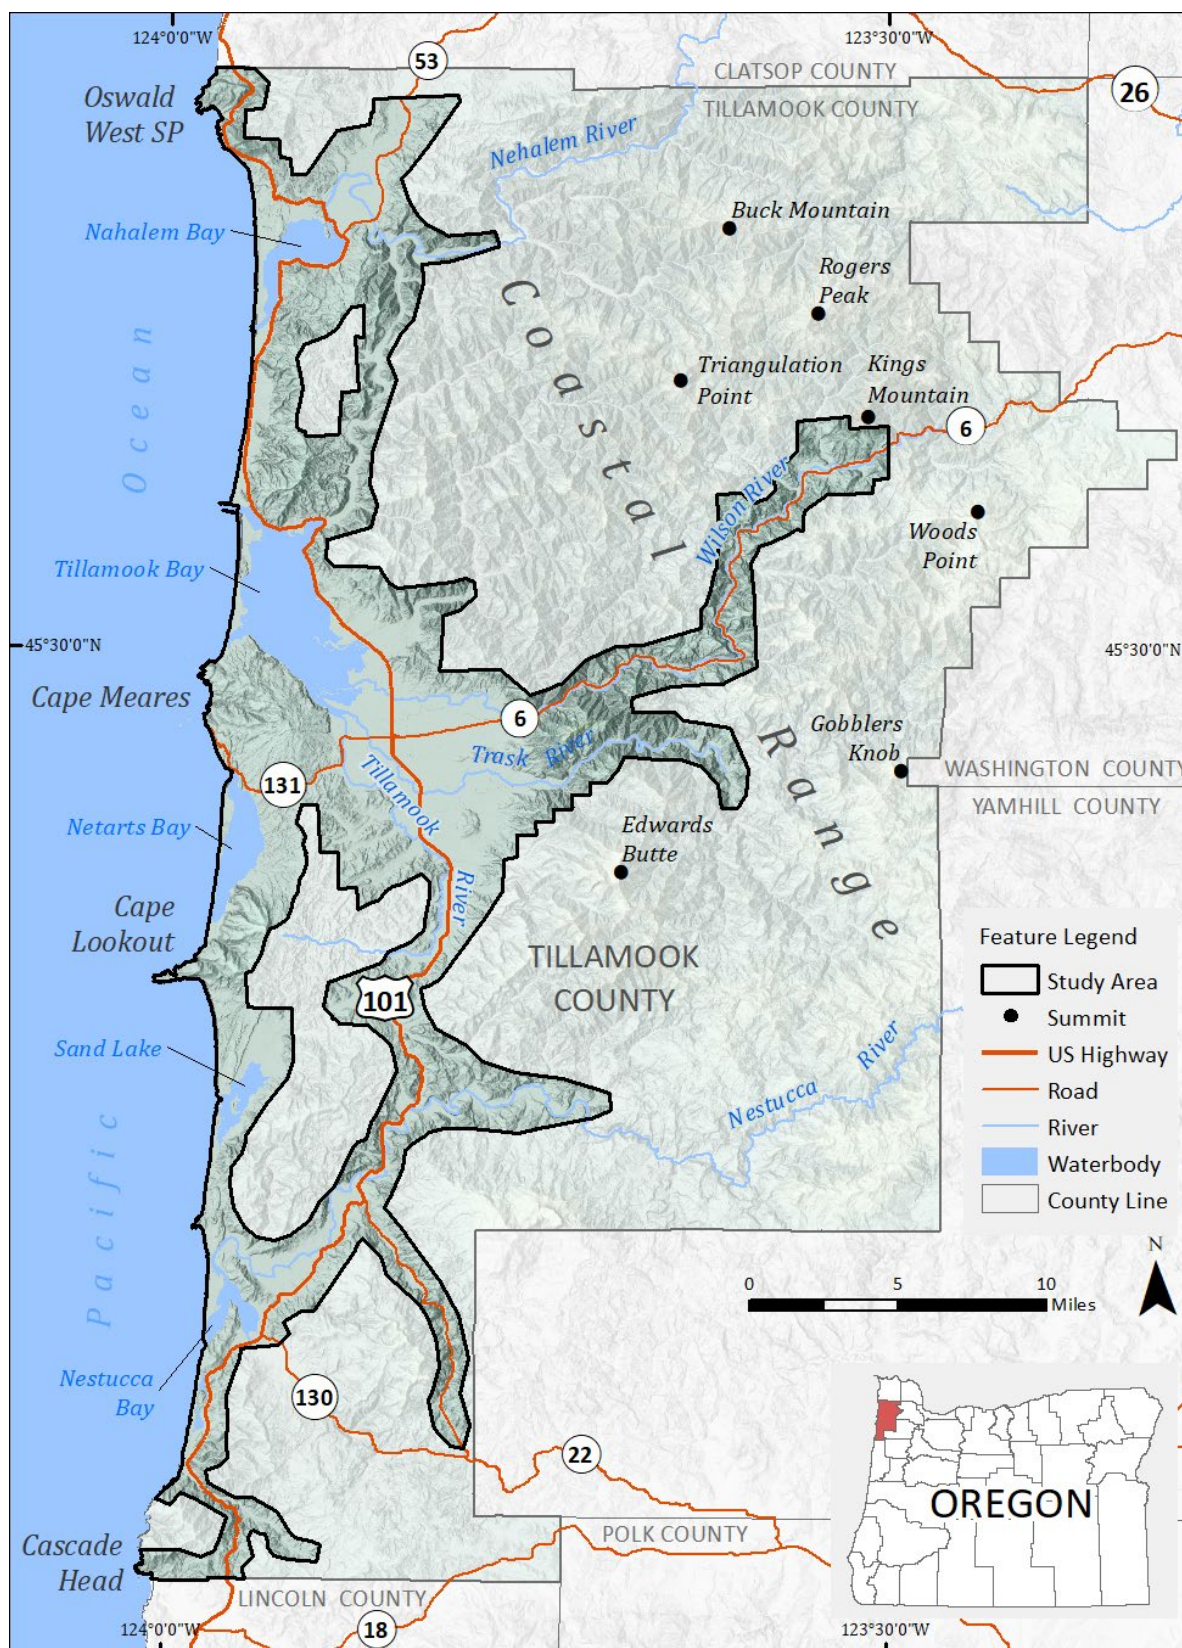 124°0'0"W
123°30'0"W
53
CLATSOP COUNTY
TILLAMOOK COUNTY
26
Oswald
West SP
Nehalem River
Buck Mountain
Nahalem Bay
Rogers
Peak
Coastal
Triangulation
Point
Kings
Mountain
6
Ocean
Wilson River
Woods
Point
Tillamook Bay
45°30'0"N
45°30'0"N
Cape Meares
6
Range
Gobblers
Knob
Trask River
WASHINGTON COUNTY
YAMHILL COUNTY
131
Tillamook
River
Netarts Bay
Edwards
Butte
Cape
Lookout
TILLAMOOK
COUNTY
101
Sand Lake
Nestucca River
Pacific
Feature Legend
Study Area
Summit
US Highway
Road
River
Waterbody
County Line
N
0 5 10
Miles
Nestucca
Bay
130
22
OREGON
Cascade
Head
POLK COUNTY
LINCOLN COUNTY
18
124°0'0"W
123°30'0"W